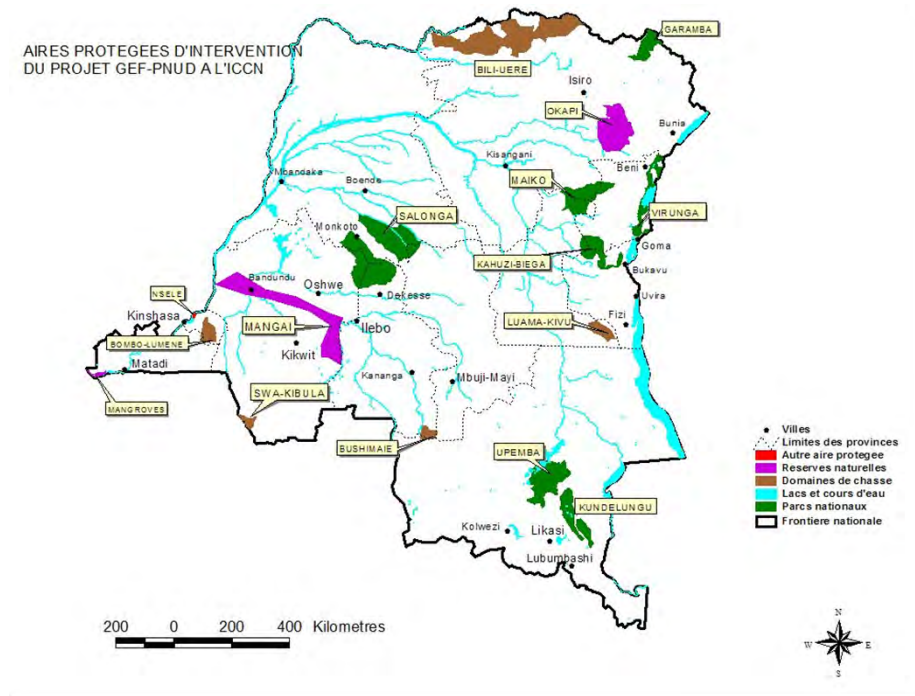 AIRES PROTEGEES D'INTERVENTION
DU PROJET GEF-PNUD A L'ICCN
GARAMBA
BILI-UERE
Isiro
OKAPI
Bunia
Kisangani
Beni
Mbandaka
Boende
MAIKO
SALONGA
VIRUNGA
Monkoto
Goma
KAHUZI-BIEGA
Bukavu
Bandundu
Oshwe
Dekesse
Uvira
NSELE
Kinshasa
Fizi
LUAMA-KIVU
MANGAI
Ilebo
BOMBO-LUMENE
Kikwit
Matadi
Kananga
Mbuji-Mayi
SWA-KIBULA
MANGROVES
BUSHIMAIE
UPEMBA
KUNDELUNGU
Kolwezi
Likasi
Lubumbashi
Villes
Limites des provinces
Autre aire protegee
Reserves naturelles
Domaines de chasse
Lacs et cours d'eau
Parcs nationaux
Frontiere nationale
200 0 200 400 Kilometres
N
W E
S